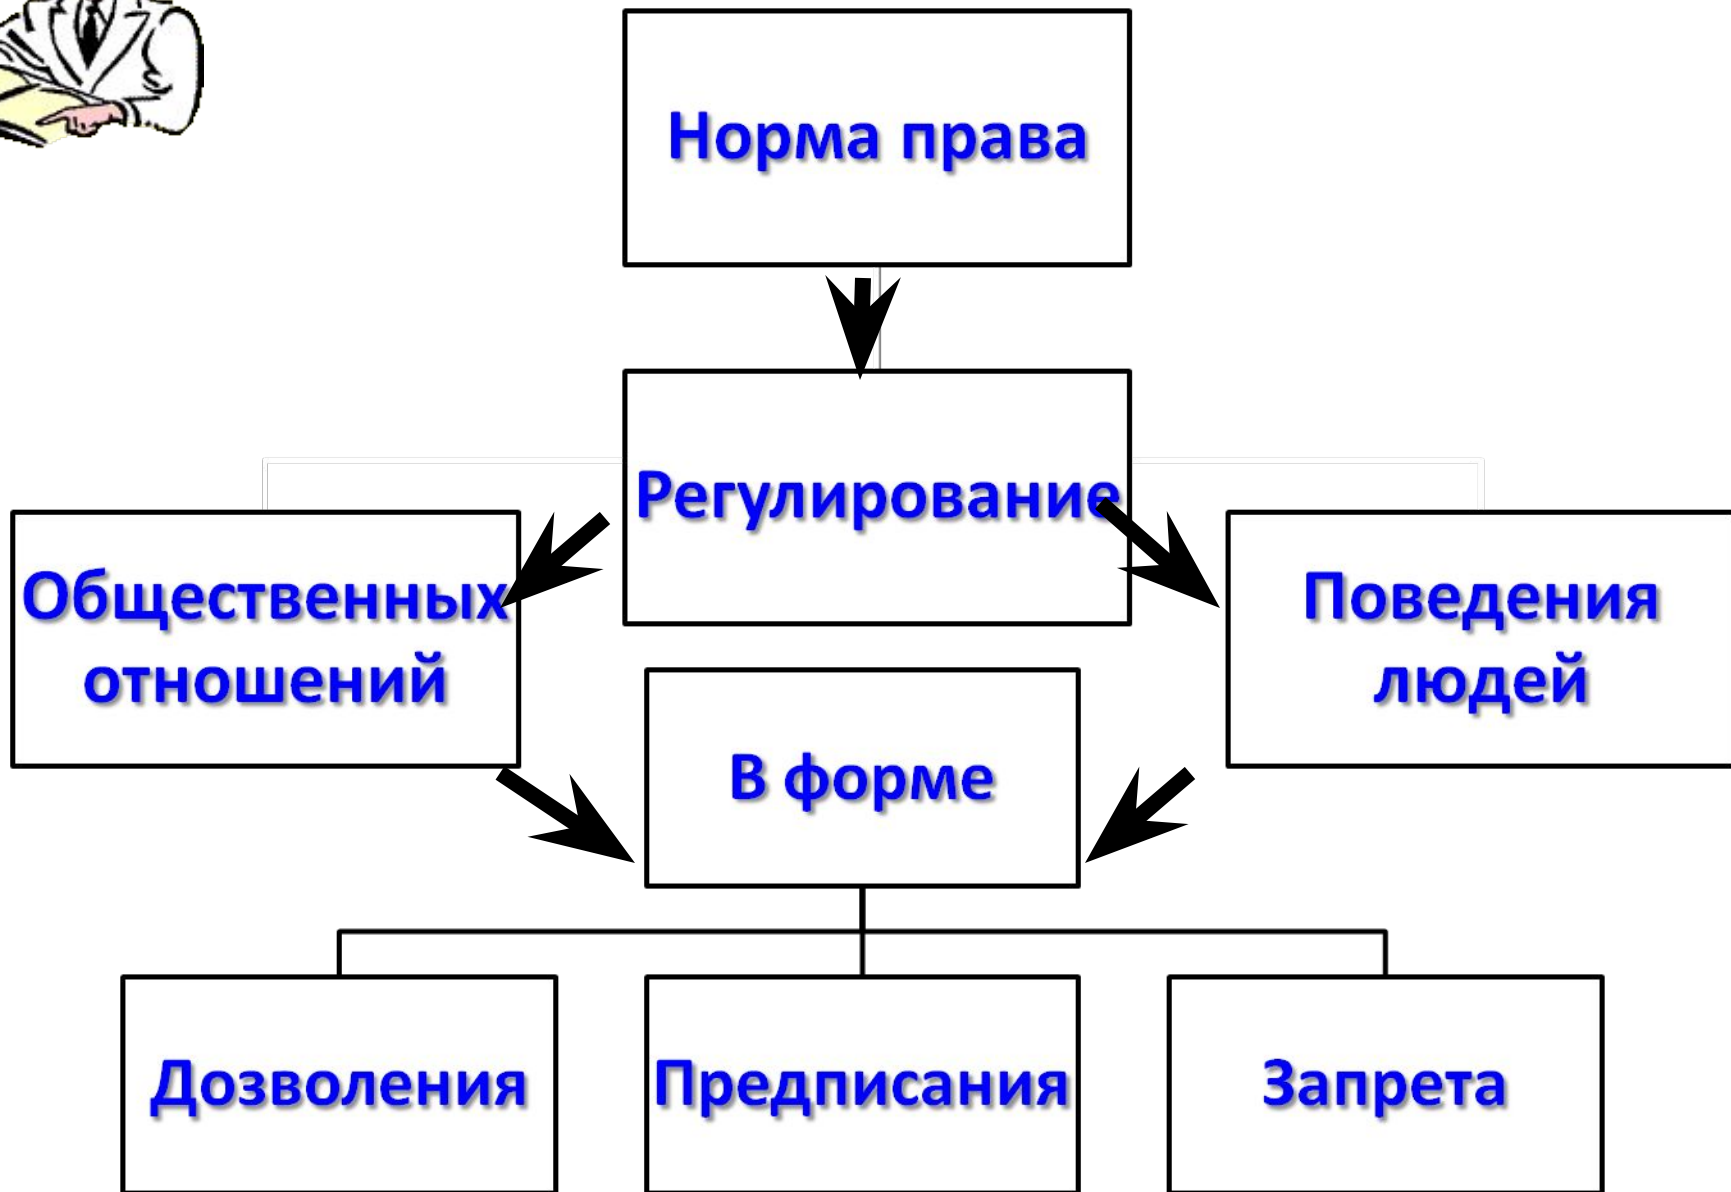 Норма права
Регулирование
Общественных
отношений
Поведения
людей
В форме
Дозволения
Предписания
Запрета